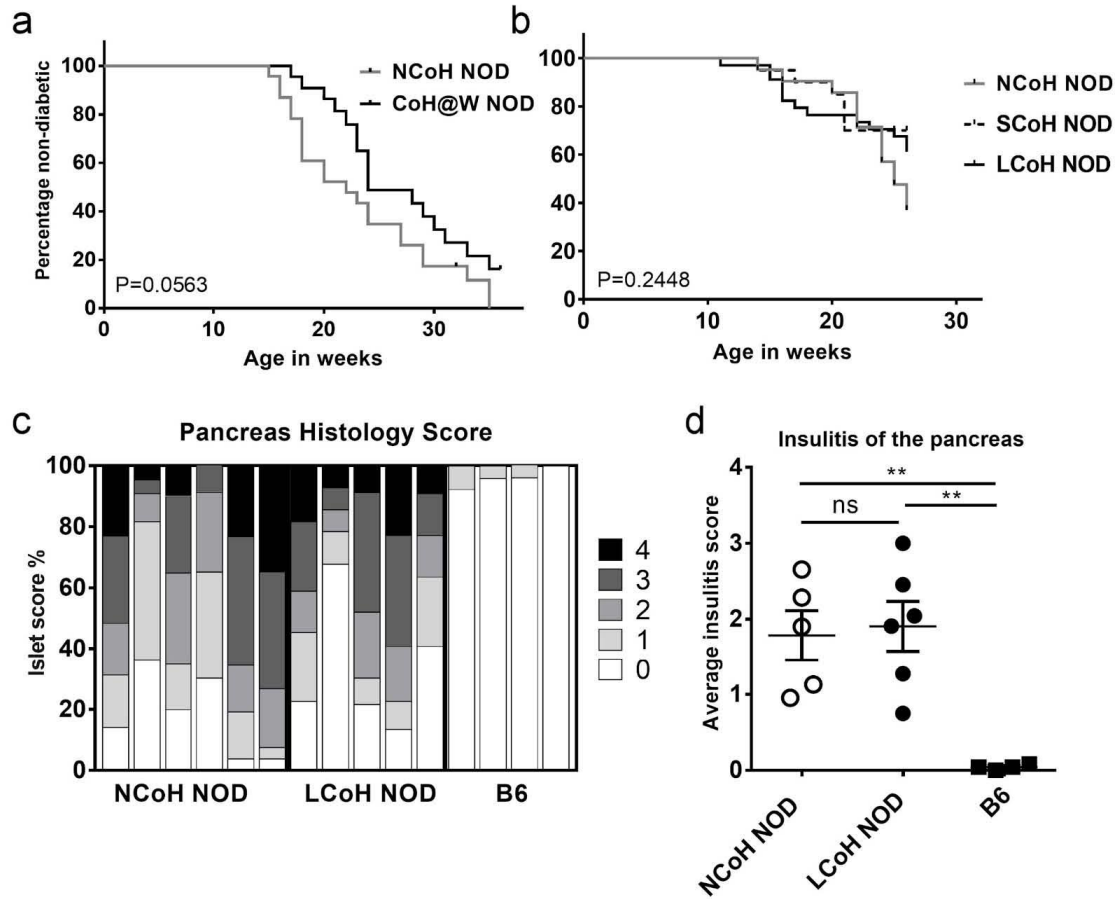 a
Percentage non-diabetic
100
80
60
40
20
0
0
10
20
30
Age in weeks
NCoH NOD
CoH@W NOD
P=0.0563
b
100
80
60
40
20
0
0
10
20
30
Age in weeks
NCoH NOD
SCoH NOD
LCoH NOD
P=0.2448
c
Pancreas Histology Score
Islet score %
100
80
60
40
20
0
NCoH NOD
LCoH NOD
B6
4
3
2
1
0
d
Insulitis of the pancreas
Average insulitis score
4
3
2
1
0
**
ns
**
NCoH NOD
LCoH NOD
B6